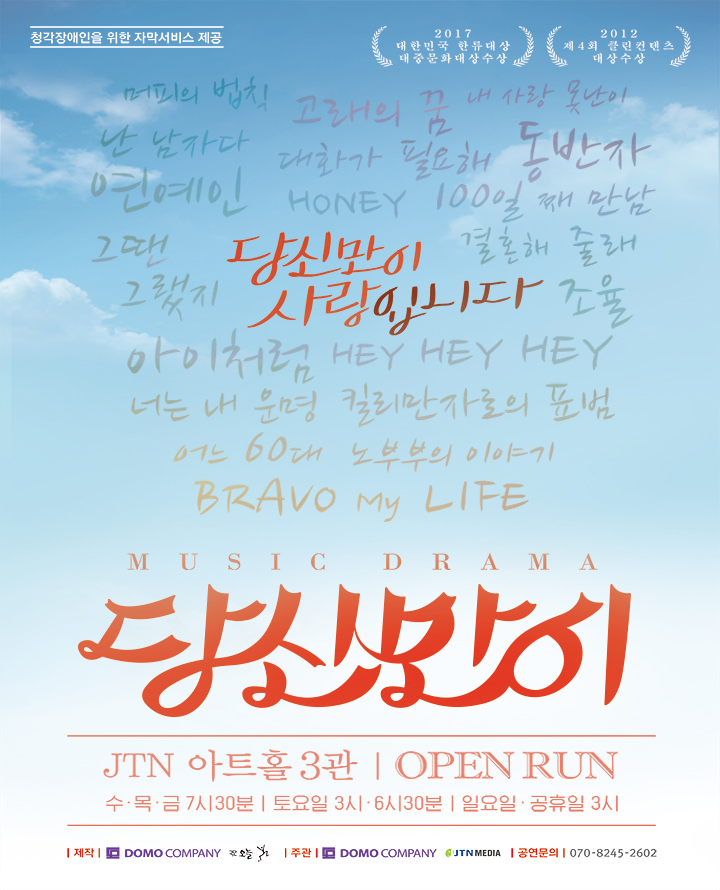 청각장애인을 위한 자막서비스 제공
2017
대한민국 한류대상
대중문화대상수상
2012
제4회 클린컨텐츠
대상수상
머피의 법칙 고래의 꿈 내 사랑 못난이
난 남자다 대화가 필요해 동반자
연예인 HONEY 100일 째 만남
그땐 당신만이 결혼해 줄래
그랬지 사랑입니다 조율
아이처럼 HEY HEY HEY
너는 내 운명 킬리만자로의 표범
어느 60대 노부부의 이야기
BRAVO My LIFE
MUSIC DRAMA
당신만이
JTN 아트홀 3관 | OPEN RUN
수·목·금 7시30분 | 토요일 3시·6시30분 | 일요일·공휴일 3시
| 제작 | DOMO COMPANY 오늘 | 주관 | DOMO COMPANY JTN MEDIA | 공연문의 | 070-8245-2602